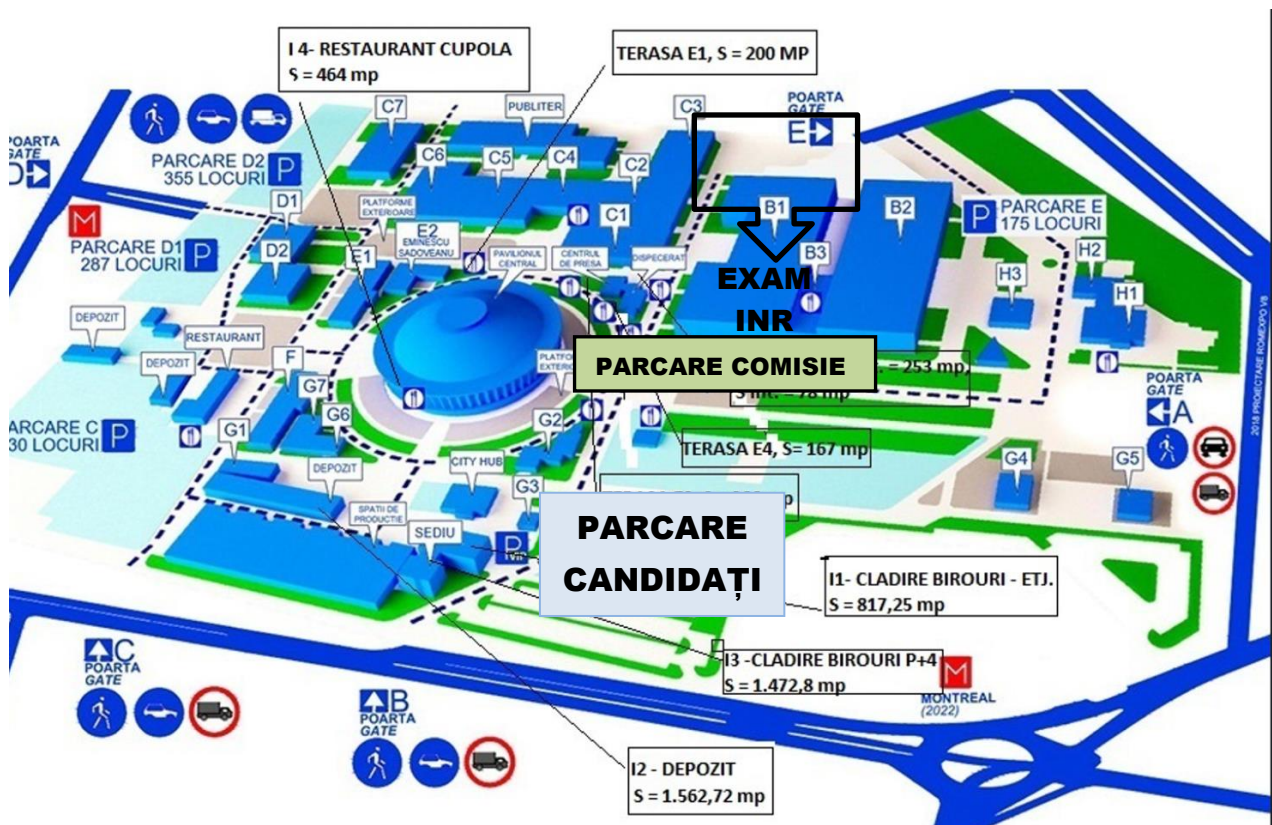 I 4- RESTAURANT CUPOLA
S = 464 mp
TERASA E1, S = 200 MP
POARTA
GATE
E
POARTA
GATE
PARCARE D2
355 LOCURI
P
C7
PUBLITER
C3
C6
C5
C4
C2
C1
B1
B2
B3
P
PARCARE E
175 LOCURI
M
PARCARE D1
287 LOCURI
P
D1
D2
PLATFORME
EXTERIOARE
E2
EMINESCU
SADOVEANU
E1
PAVILIONUL
CENTRAL
CENTRUL
DE PRESA
DISPECERAT
H2
H1
H3
EXAM
INR
PARCARE COMISIE
= 253 mp,
DEPOZIT
RESTAURANT
DEPOZIT
F
G7
G6
G1
G2
G3
P
DEPOZIT
CITY HUB
SPATII DE
PRODUCTIE
SEDIU
P
TERASA E4, S= 167 mp
POARTA
GATE
A
G4
G5
2018 PROIECTARE ROMEXPO V8
PARCARE
CANDIDAȚI
I1- CLADIRE BIROURI - ETJ.
S = 817,25 mp
I3 -CLADIRE BIROURI P+4
S = 1.472,8 mp
M
MONTREAL
(2022)
C
POARTA
GATE
B
POARTA
GATE
I2 - DEPOZIT
S = 1.562,72 mp